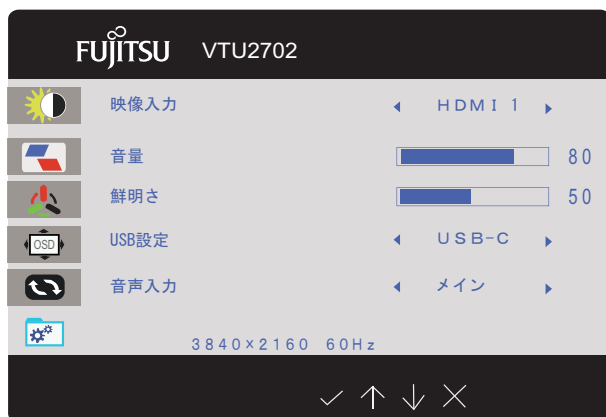 FUJITSU VTU2702
映像入力 HDMI 1
音量 80
鮮明さ 50
USB設定 USB-C
OSD
音声入力 メイン
3840×2160 60Hz